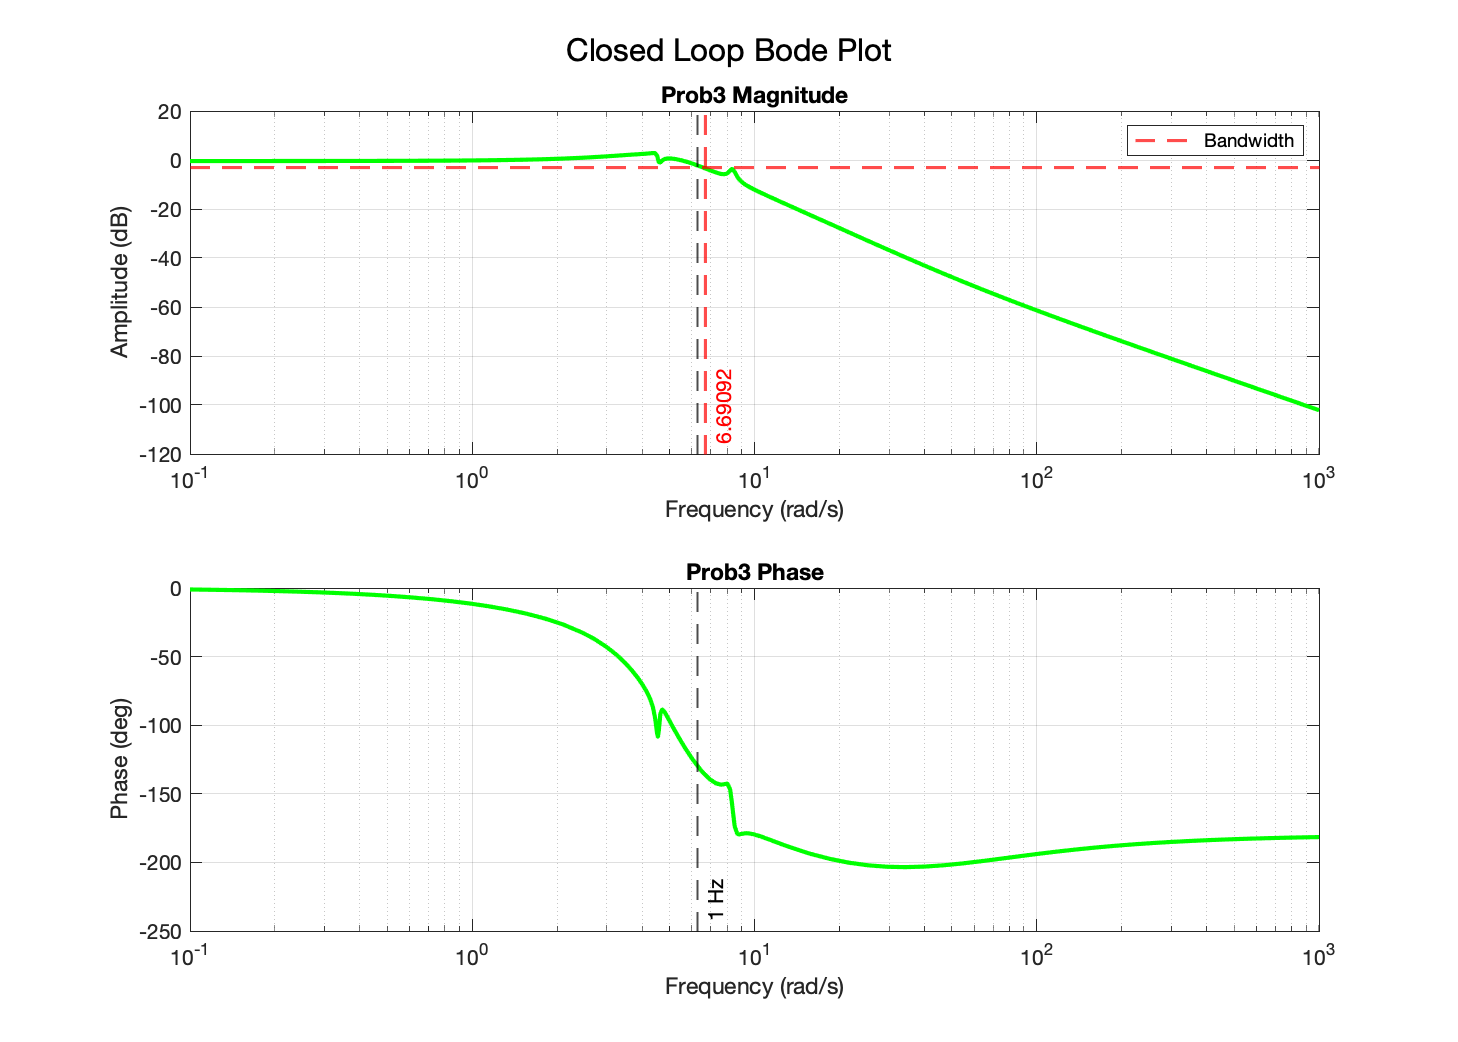 Closed Loop Bode Plot
Prob3 Magnitude
20
0
-20
-40
-60
-80
-100
-120
Amplitude (dB)
Bandwidth
6.69092
10^-1
10^0
10^1
10^2
10^3
Frequency (rad/s)
Prob3 Phase
0
-50
-100
-150
-200
-250
Phase (deg)
1 Hz
10^-1
10^0
10^1
10^2
10^3
Frequency (rad/s)